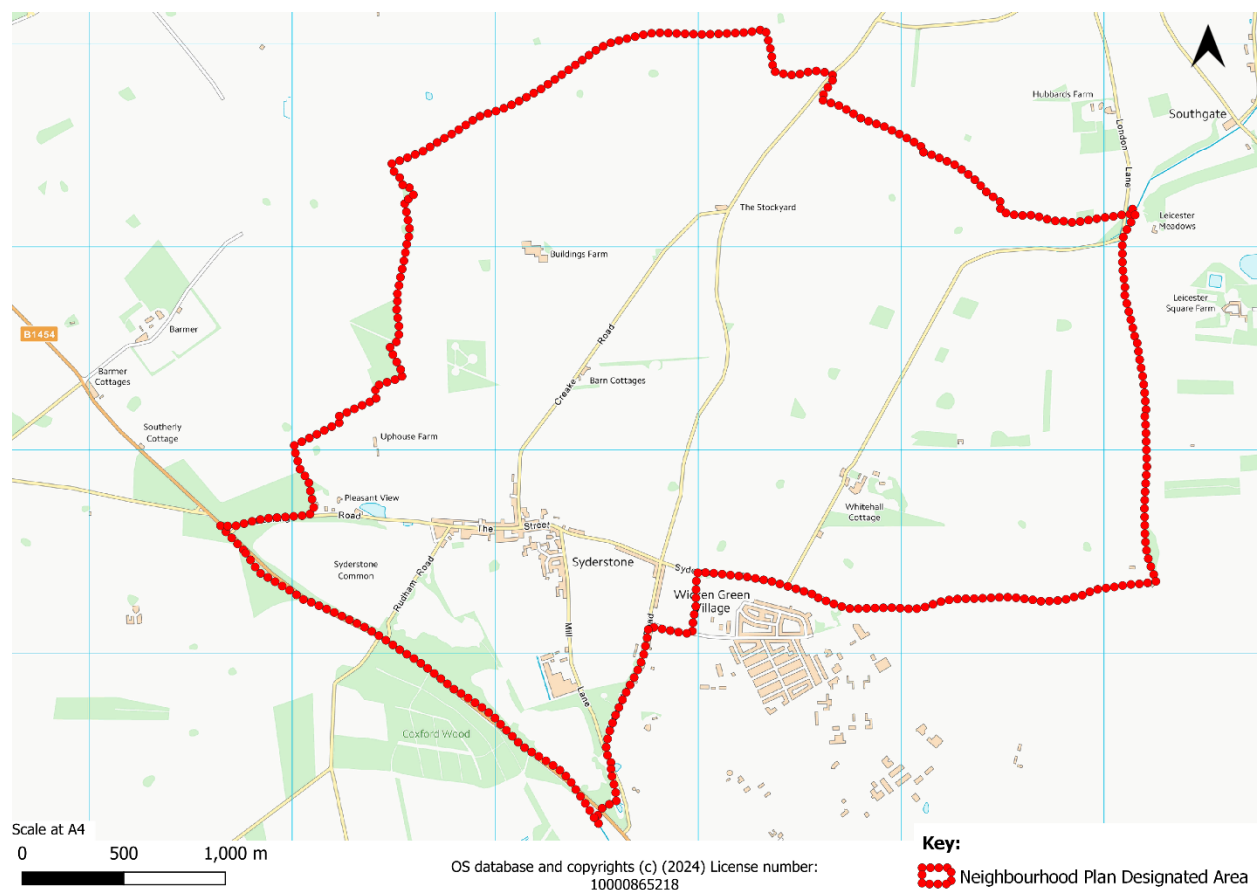 Hubbards Farm
Southgate
London
Lane
The Stockyard
Leicester
Meadows
Buildings Farm
Leicester
Square Farm
B1454
Barmer
Creake Road
Barn Cottages
Barmer
Cottages
Southerly
Cottage
Uphouse Farm
Pleasant View
Road
The Street
Whitehall
Cottage
Syderstone
Common
Rudham Road
Syderstone
Wicken Green
Village
Mill
Lane
Coxford Wood
Scale at A4
0 500 1,000 m
OS database and copyrights (c) (2024) License number:
10000865218
Key:
Neighbourhood Plan Designated Area